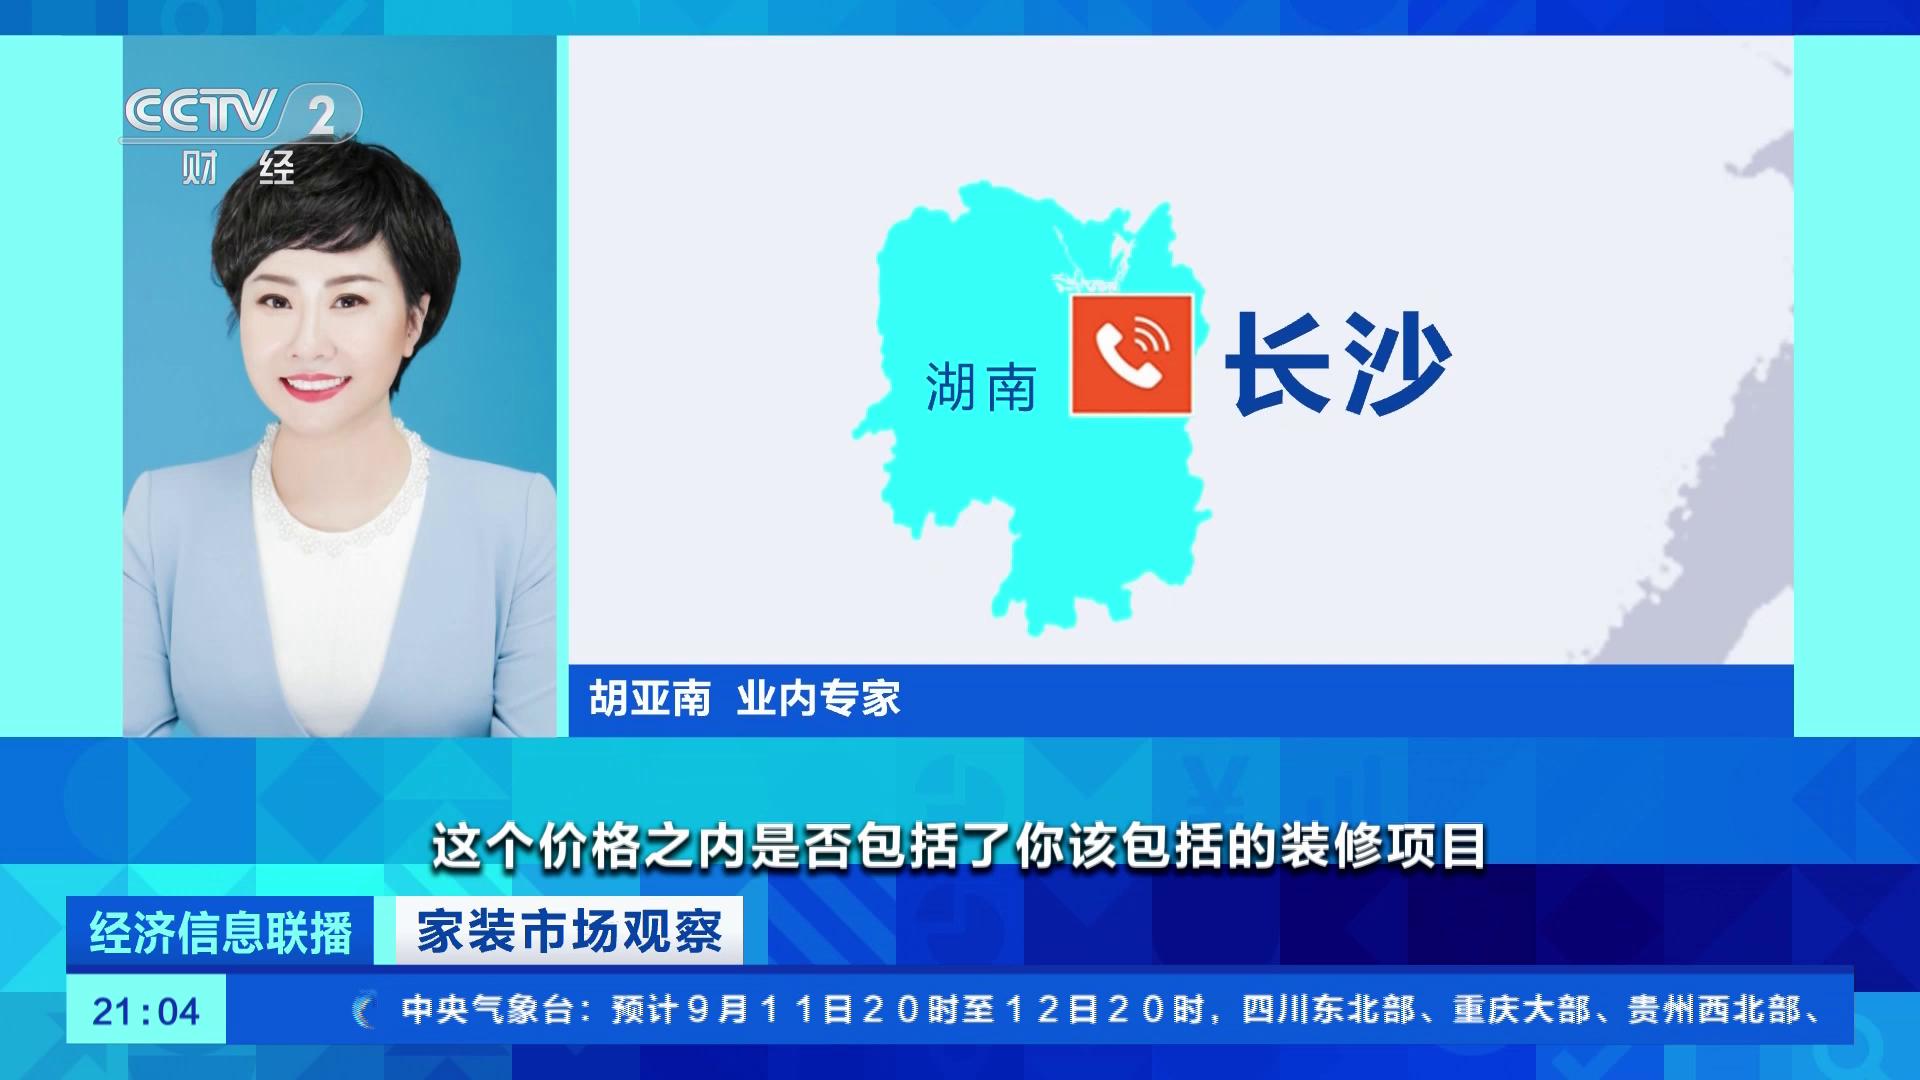 CCTV 2
财 经
湖南
长沙
胡亚南 业内专家
这个价格之内是否包括了你该包括的装修项目
经济信息联播
家装市场观察
21:04
中央气象台：预计9月11日20时至12日20时，四川东北部、重庆大部、贵州西北部、